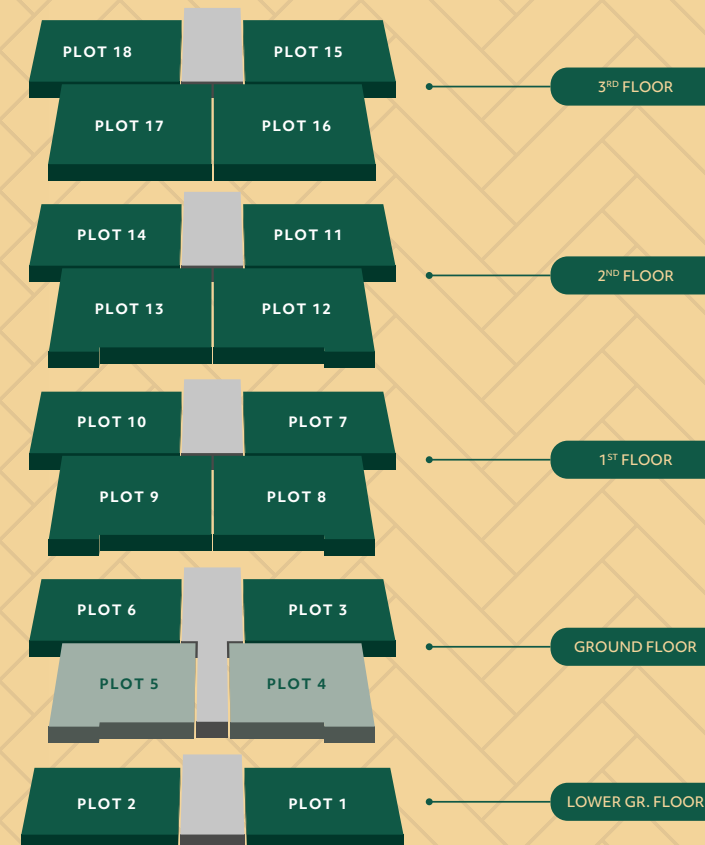 PLOT 18
PLOT 15
3RD FLOOR
PLOT 17
PLOT 16
PLOT 14
PLOT 11
2ND FLOOR
PLOT 13
PLOT 12
PLOT 10
PLOT 7
1ST FLOOR
PLOT 9
PLOT 8
PLOT 6
PLOT 3
GROUND FLOOR
PLOT 5
PLOT 4
PLOT 2
PLOT 1
LOWER GR. FLOOR